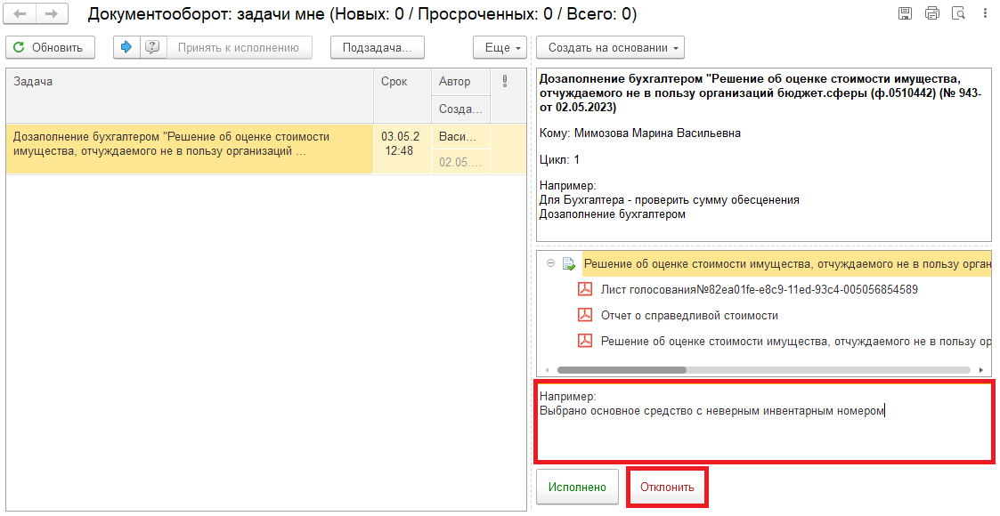 Документооборот: задачи мне (Новых: 0 / Просроченных: 0 / Всего: 0)
Обновить
Принять к исполнению
Подзадача...
Еще
Создать на основании
Задача
Срок
Автор
Созда...
Дозаполнение бухгалтером "Решение об оценке стоимости
имущества, отчуждаемого не в пользу организаций ...
03.05.2
12:48
Васи...
02.05....
Дозаполнение бухгалтером "Решение об оценке стоимости имущества,
отчуждаемого не в пользу организаций бюджет.сферы (ф.0510442) (№ 943-
от 02.05.2023)
Кому: Мимозова Марина Васильевна
Цикл: 1
Например:
Для Бухгалтера - проверить сумму обесценения
Дозаполнение бухгалтером
Решение об оценке стоимости имущества, отчуждаемого не в пользу орган
Лист голосования№82ea01fe-e8c9-11ed-93c4-005056854589
Отчет о справедливой стоимости
Решение об оценке стоимости имущества, отчуждаемого не в пользу ор
Например:
Выбрано основное средство с неверным инвентарным номером
Исполнено
Отклонить